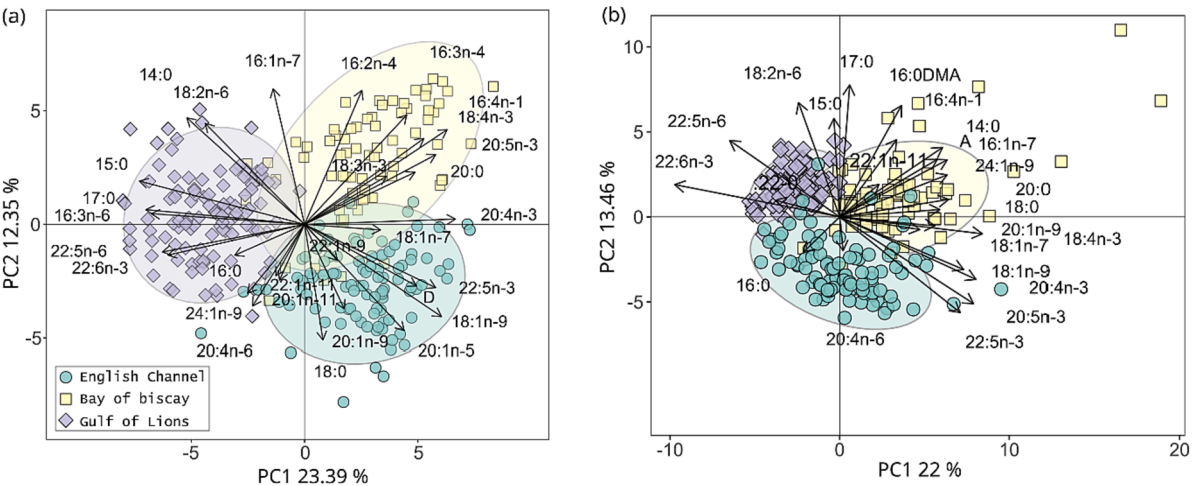 (a)
16:3n-4
16:1n-7
16:2n-4
14:0
18:2n-6
16:4n-1
18:4n-3
5
20:5n-3
15:0
18:3n-3
20:0
17:0
16:3n-6
20:4n-3
0
22:5n-6
22:1n-9
18:1n-7
22:6n-3
16:0
22:1n-11
D
22:5n-3
20:1n-11
24:1n-9
18:1n-9
-5
20:4n-6
20:1n-9
20:1n-5
18:0
English Channel
Bay of biscay
Gulf of Lions
PC2 12.35 %
-5
0
5
PC1 23.39 %
(b)
10
17:0
18:2n-6
16:0DMA
15:0
16:4n-1
5
22:5n-6
14:0
A
16:1n-7
22:6n-3
22:1n-11
24:1n-9
22:0
20:0
0
18:0
20:1n-9
18:1n-7
18:4n-3
16:0
18:1n-9
-5
20:4n-3
20:5n-3
20:4n-6
22:5n-3
PC2 13.46 %
-10
0
10
20
PC1 22 %